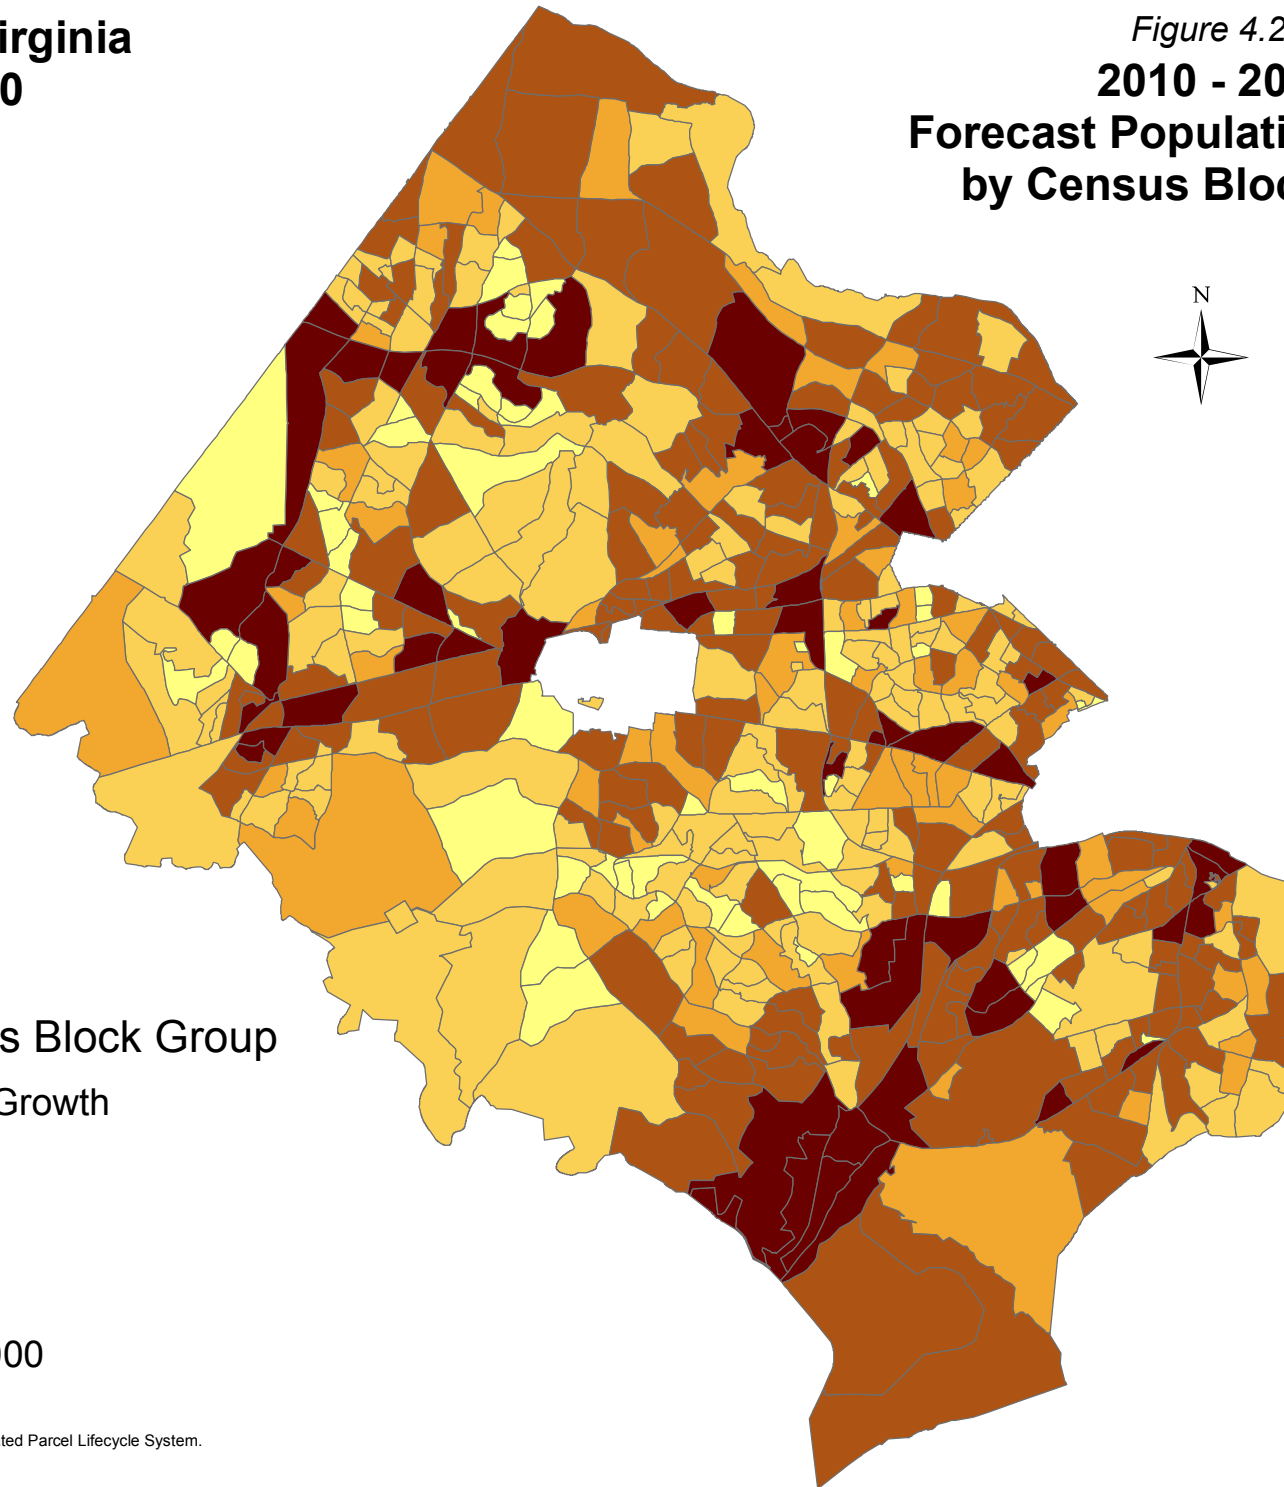 irginia
0
Figure 4.2
2010 - 20
Forecast Populati
by Census Bloc
N
s Block Group
Growth
000
ted Parcel Lifecycle System.